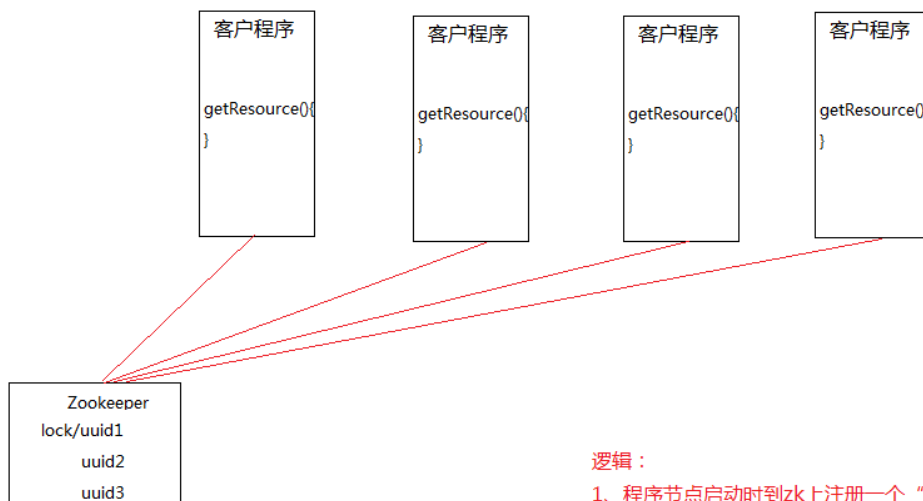 客户程序
getResource(){
}
客户程序
getResource(){
}
客户程序
getResource(){
}
客户程序
getResource()
}
Zookeeper
lock/uuid1
uuid2
uuid3
逻辑：
1、程序节点启动时到zk上注册一个“